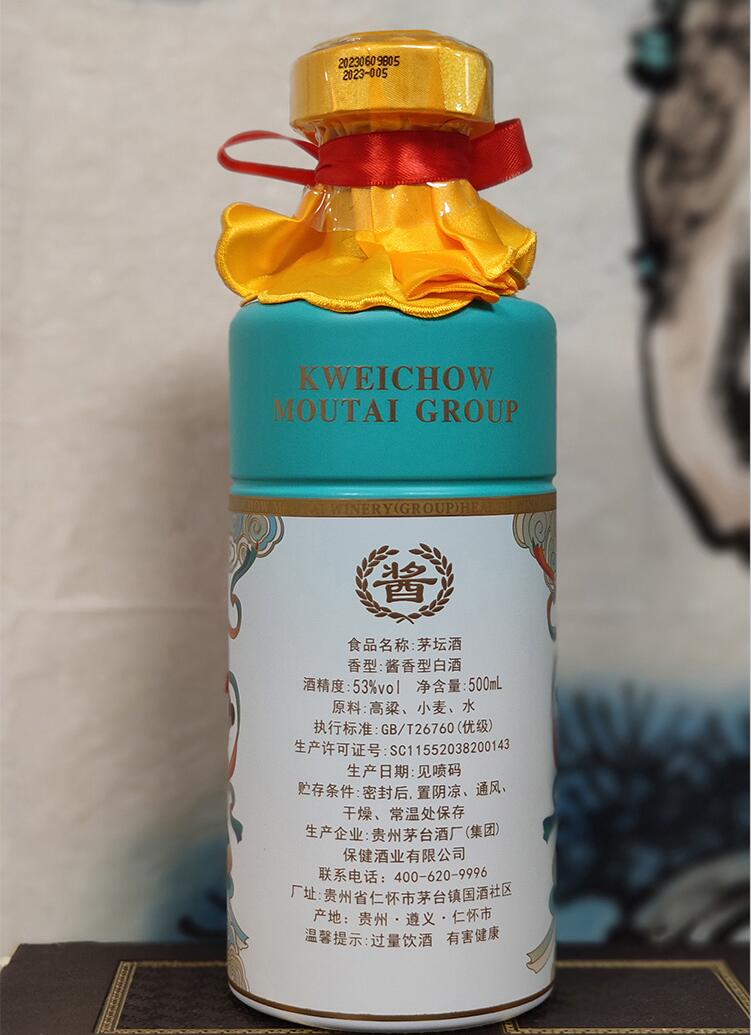 20230609B05
2023-005
KWEICHOW
MOUTAI GROUP
WINERY(GROUP)HEAL
酱
食品名称:茅坛酒
香型:酱香型白酒
酒精度:53%vol 净含量:500mL
原料:高粱、小麦、水
执行标准:GB/T26760(优级)
生产许可证号:SC11552038200143
生产日期:见喷码
贮存条件:密封后,置阴凉、通风、
干燥、常温处保存
生产企业:贵州茅台酒厂(集团)
保健酒业有限公司
联系电话: 400-620-9996
厂址:贵州省仁怀市茅台镇国酒社区
产地: 贵州·遵义·仁怀市
温馨提示:过量饮酒 有害健康